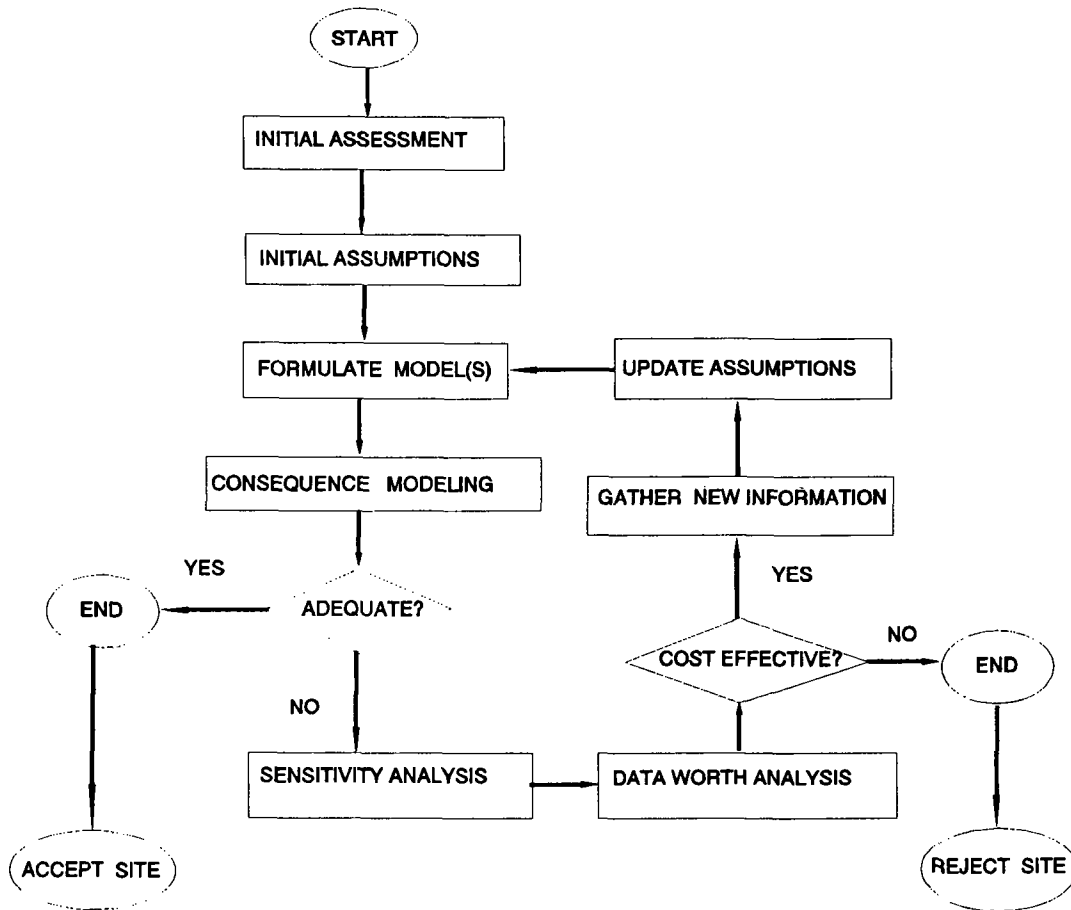 START
INITIAL ASSESSMENT
INITIAL ASSUMPTIONS
FORMULATE MODEL(S)
UPDATE ASSUMPTIONS
CONSEQUENCE MODELING
GATHER NEW INFORMATION
YES
YES
END
ADEQUATE?
NO
COST EFFECTIVE?
END
NO
SENSITIVITY ANALYSIS
DATA WORTH ANALYSIS
ACCEPT SITE
REJECT SITE